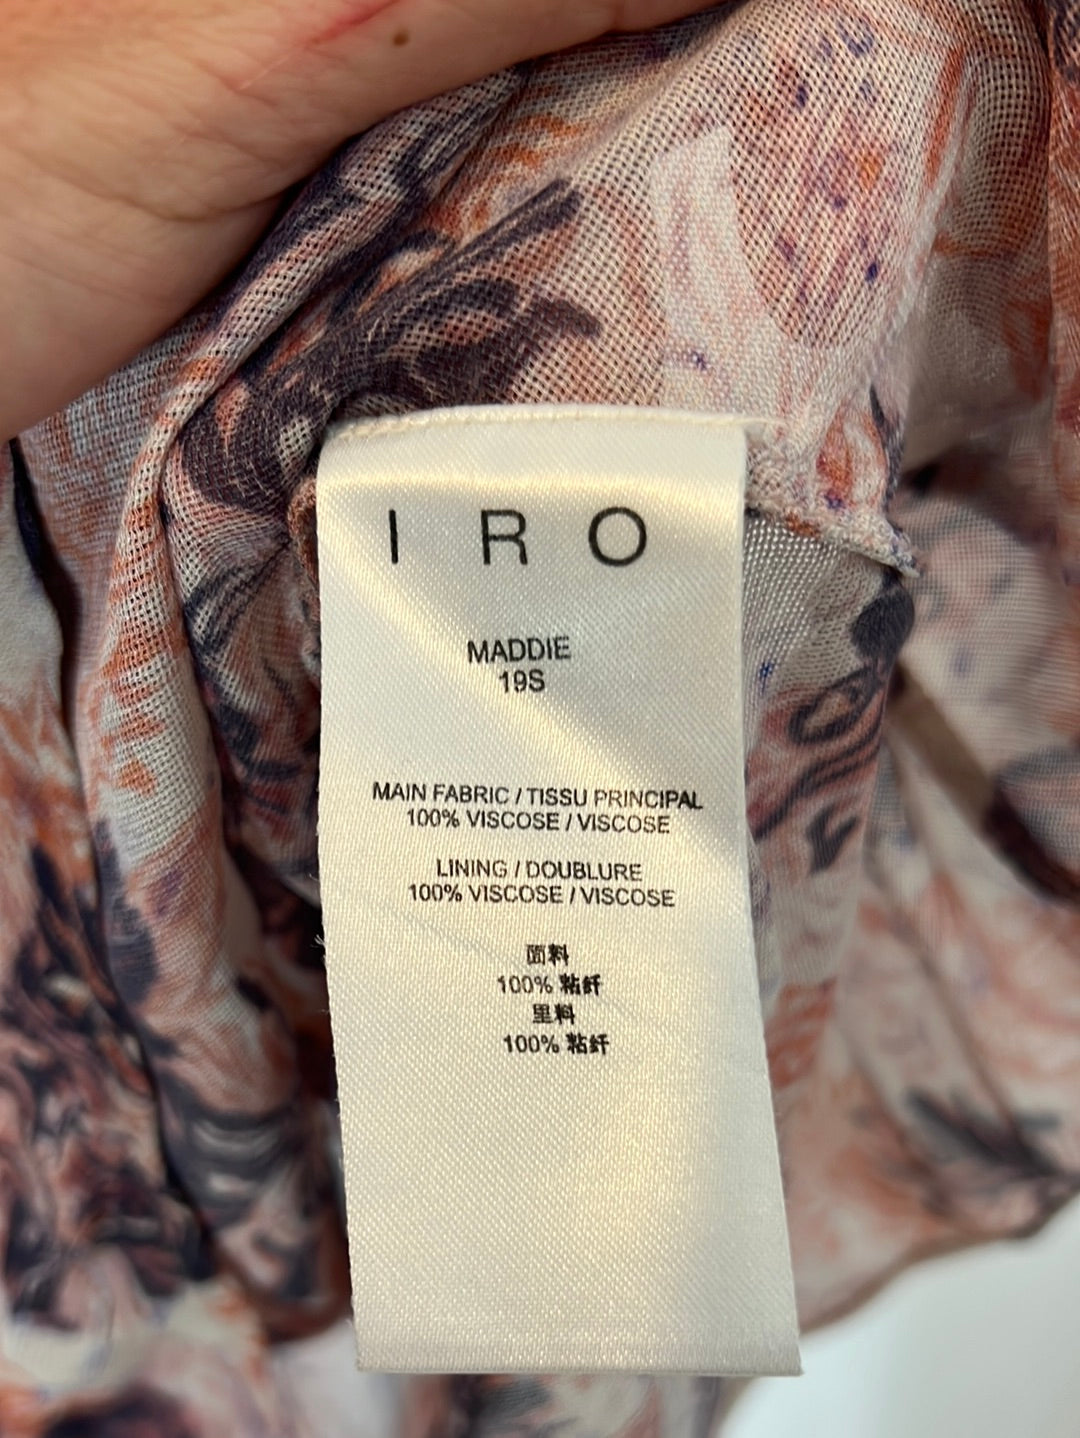 I R O
MADDIE
19S
MAIN FABRIC / TISSU PRINCIPAL
100% VISCOSE / VISCOSE
LINING / DOUBLURE
100% VISCOSE / VISCOSE
面料
100% 粘纤
里料
100% 粘纤